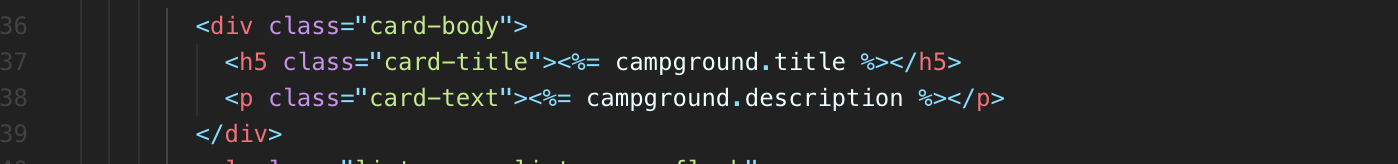 36 <div class="card-body">
37 <h5 class="card-title"><%= campground.title %></h5>
38 <p class="card-text"><%= campground.description %></p>
39 </div>